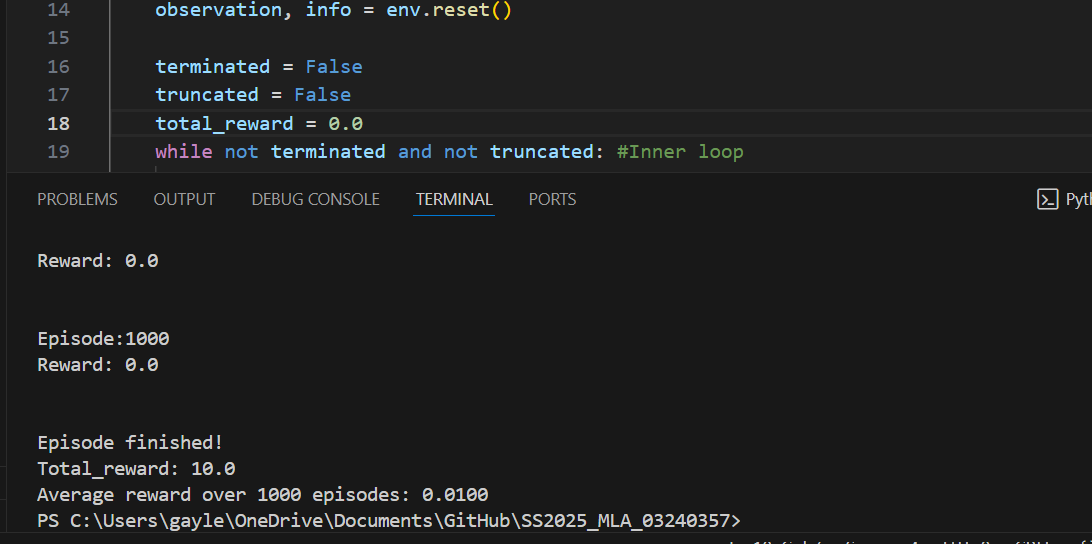 14 observation, info = env.reset()
15
16 terminated = False
17 truncated = False
18 total_reward = 0.0
19 while not terminated and not truncated: #Inner loop
PROBLEMS OUTPUT DEBUG CONSOLE TERMINAL PORTS
Reward: 0.0
Episode:1000
Reward: 0.0
Episode finished!
Total_reward: 10.0
Average reward over 1000 episodes: 0.0100
PS C:\Users\gayle\OneDrive\Documents\GitHub\SS2025_MLA_03240357>